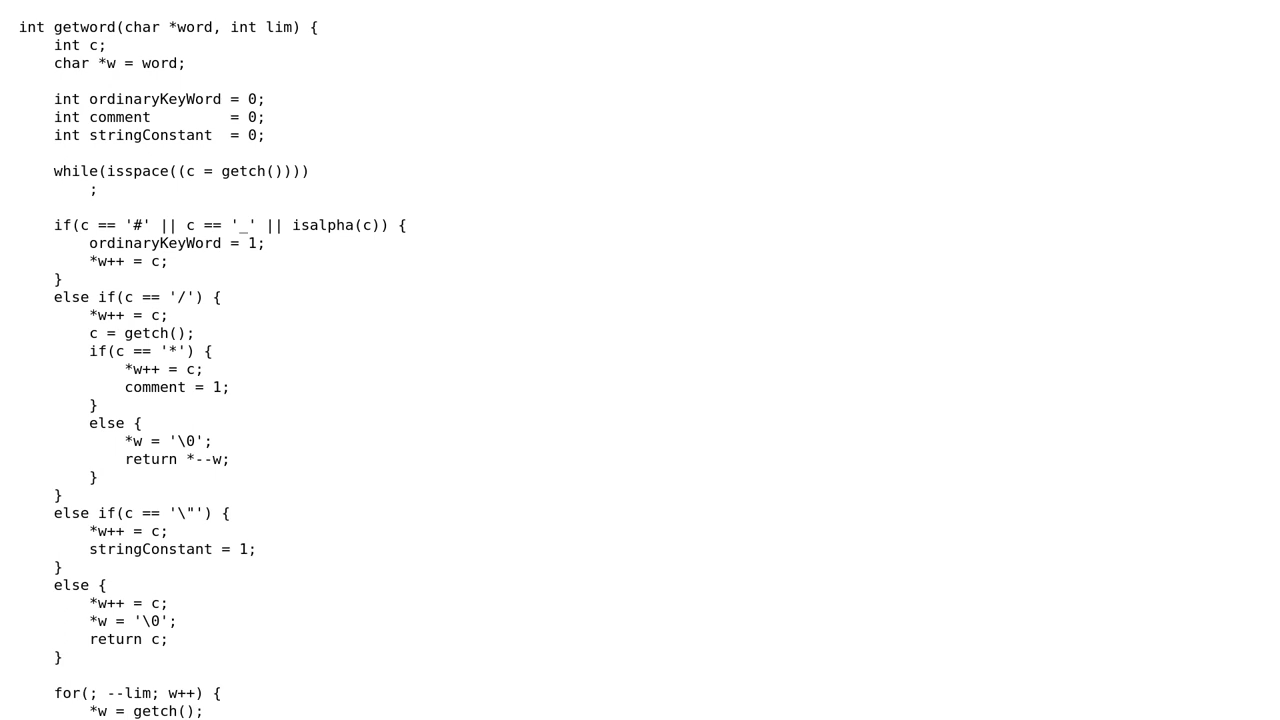 int getword(char *word, int lim) {
    int c;
    char *w = word;

    int ordinaryKeyWord = 0;
    int comment         = 0;
    int stringConstant  = 0;

    while(isspace((c = getch())))
        ;

    if(c == '#' || c == '_' || isalpha(c)) {
        ordinaryKeyWord = 1;
        *w++ = c;
    }
    else if(c == '/') {
        *w++ = c;
        c = getch();
        if(c == '*') {
            *w++ = c;
            comment = 1;
        }
        else {
            *w = '\0';
            return *--w;
        }
    }
    else if(c == '\"') {
        *w++ = c;
        stringConstant = 1;
    }
    else {
        *w++ = c;
        *w = '\0';
        return c;
    }

    for(; --lim; w++) {
        *w = getch();